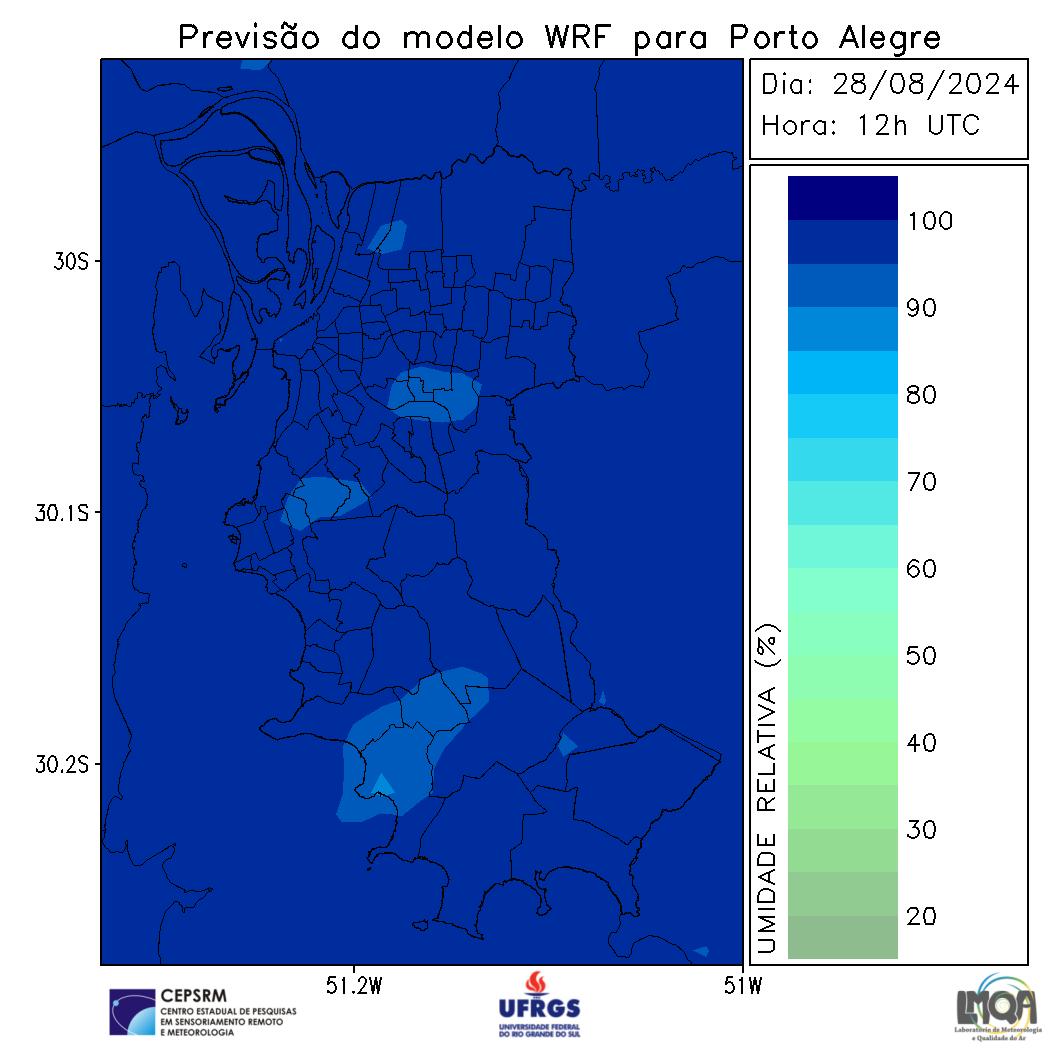 Previsão do modelo WRF para Porto Alegre
Dia: 28/08/2024
Hora: 12h UTC
100
90
80
70
60
50
40
30
20
UMIDADE RELATIVA (%)
30S
30.1S
30.2S
51.2W
51W
CEPSRM
CENTRO ESTADUAL DE PESQUISAS
EM SENSORIAMENTO REMOTO
E METEOROLOGIA
UFRGS
UNIVERSIDADE FEDERAL
DO RIO GRANDE DO SUL
LMQA
Laboratório de Meteorologia
e Qualidade do Ar